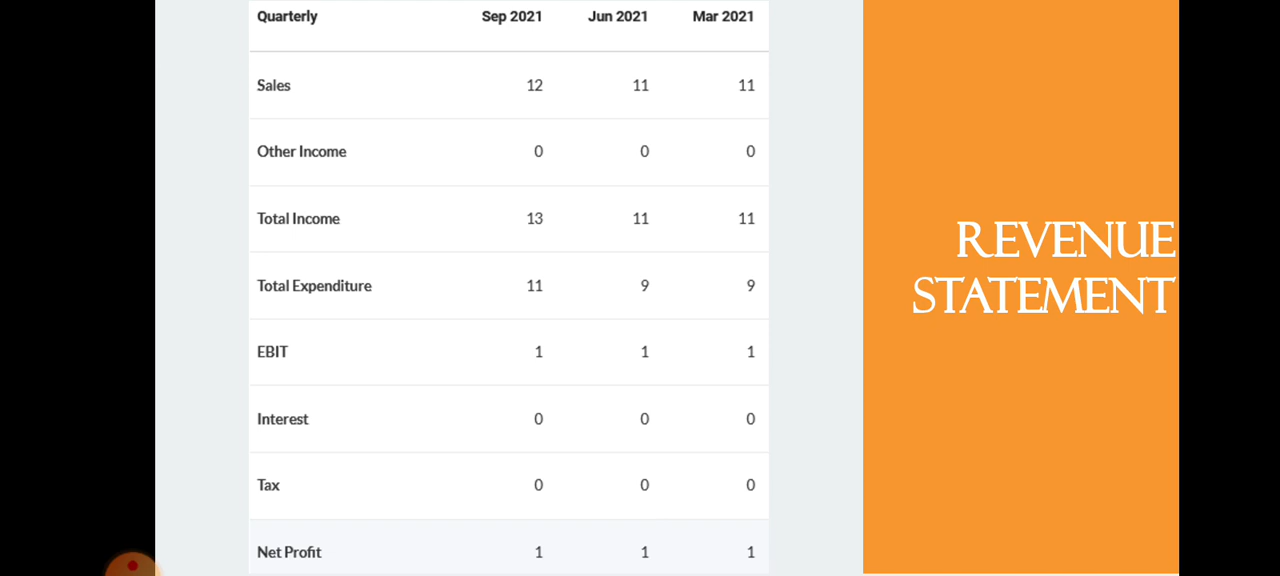 Quarterly Sep 2021 Jun 2021 Mar 2021
Sales 12 11 11
Other Income 0 0 0
Total Income 13 11 11
Total Expenditure 11 9 9
EBIT 1 1 1
Interest 0 0 0
Tax 0 0 0
Net Profit 1 1 1
REVENUE
STATEMENT